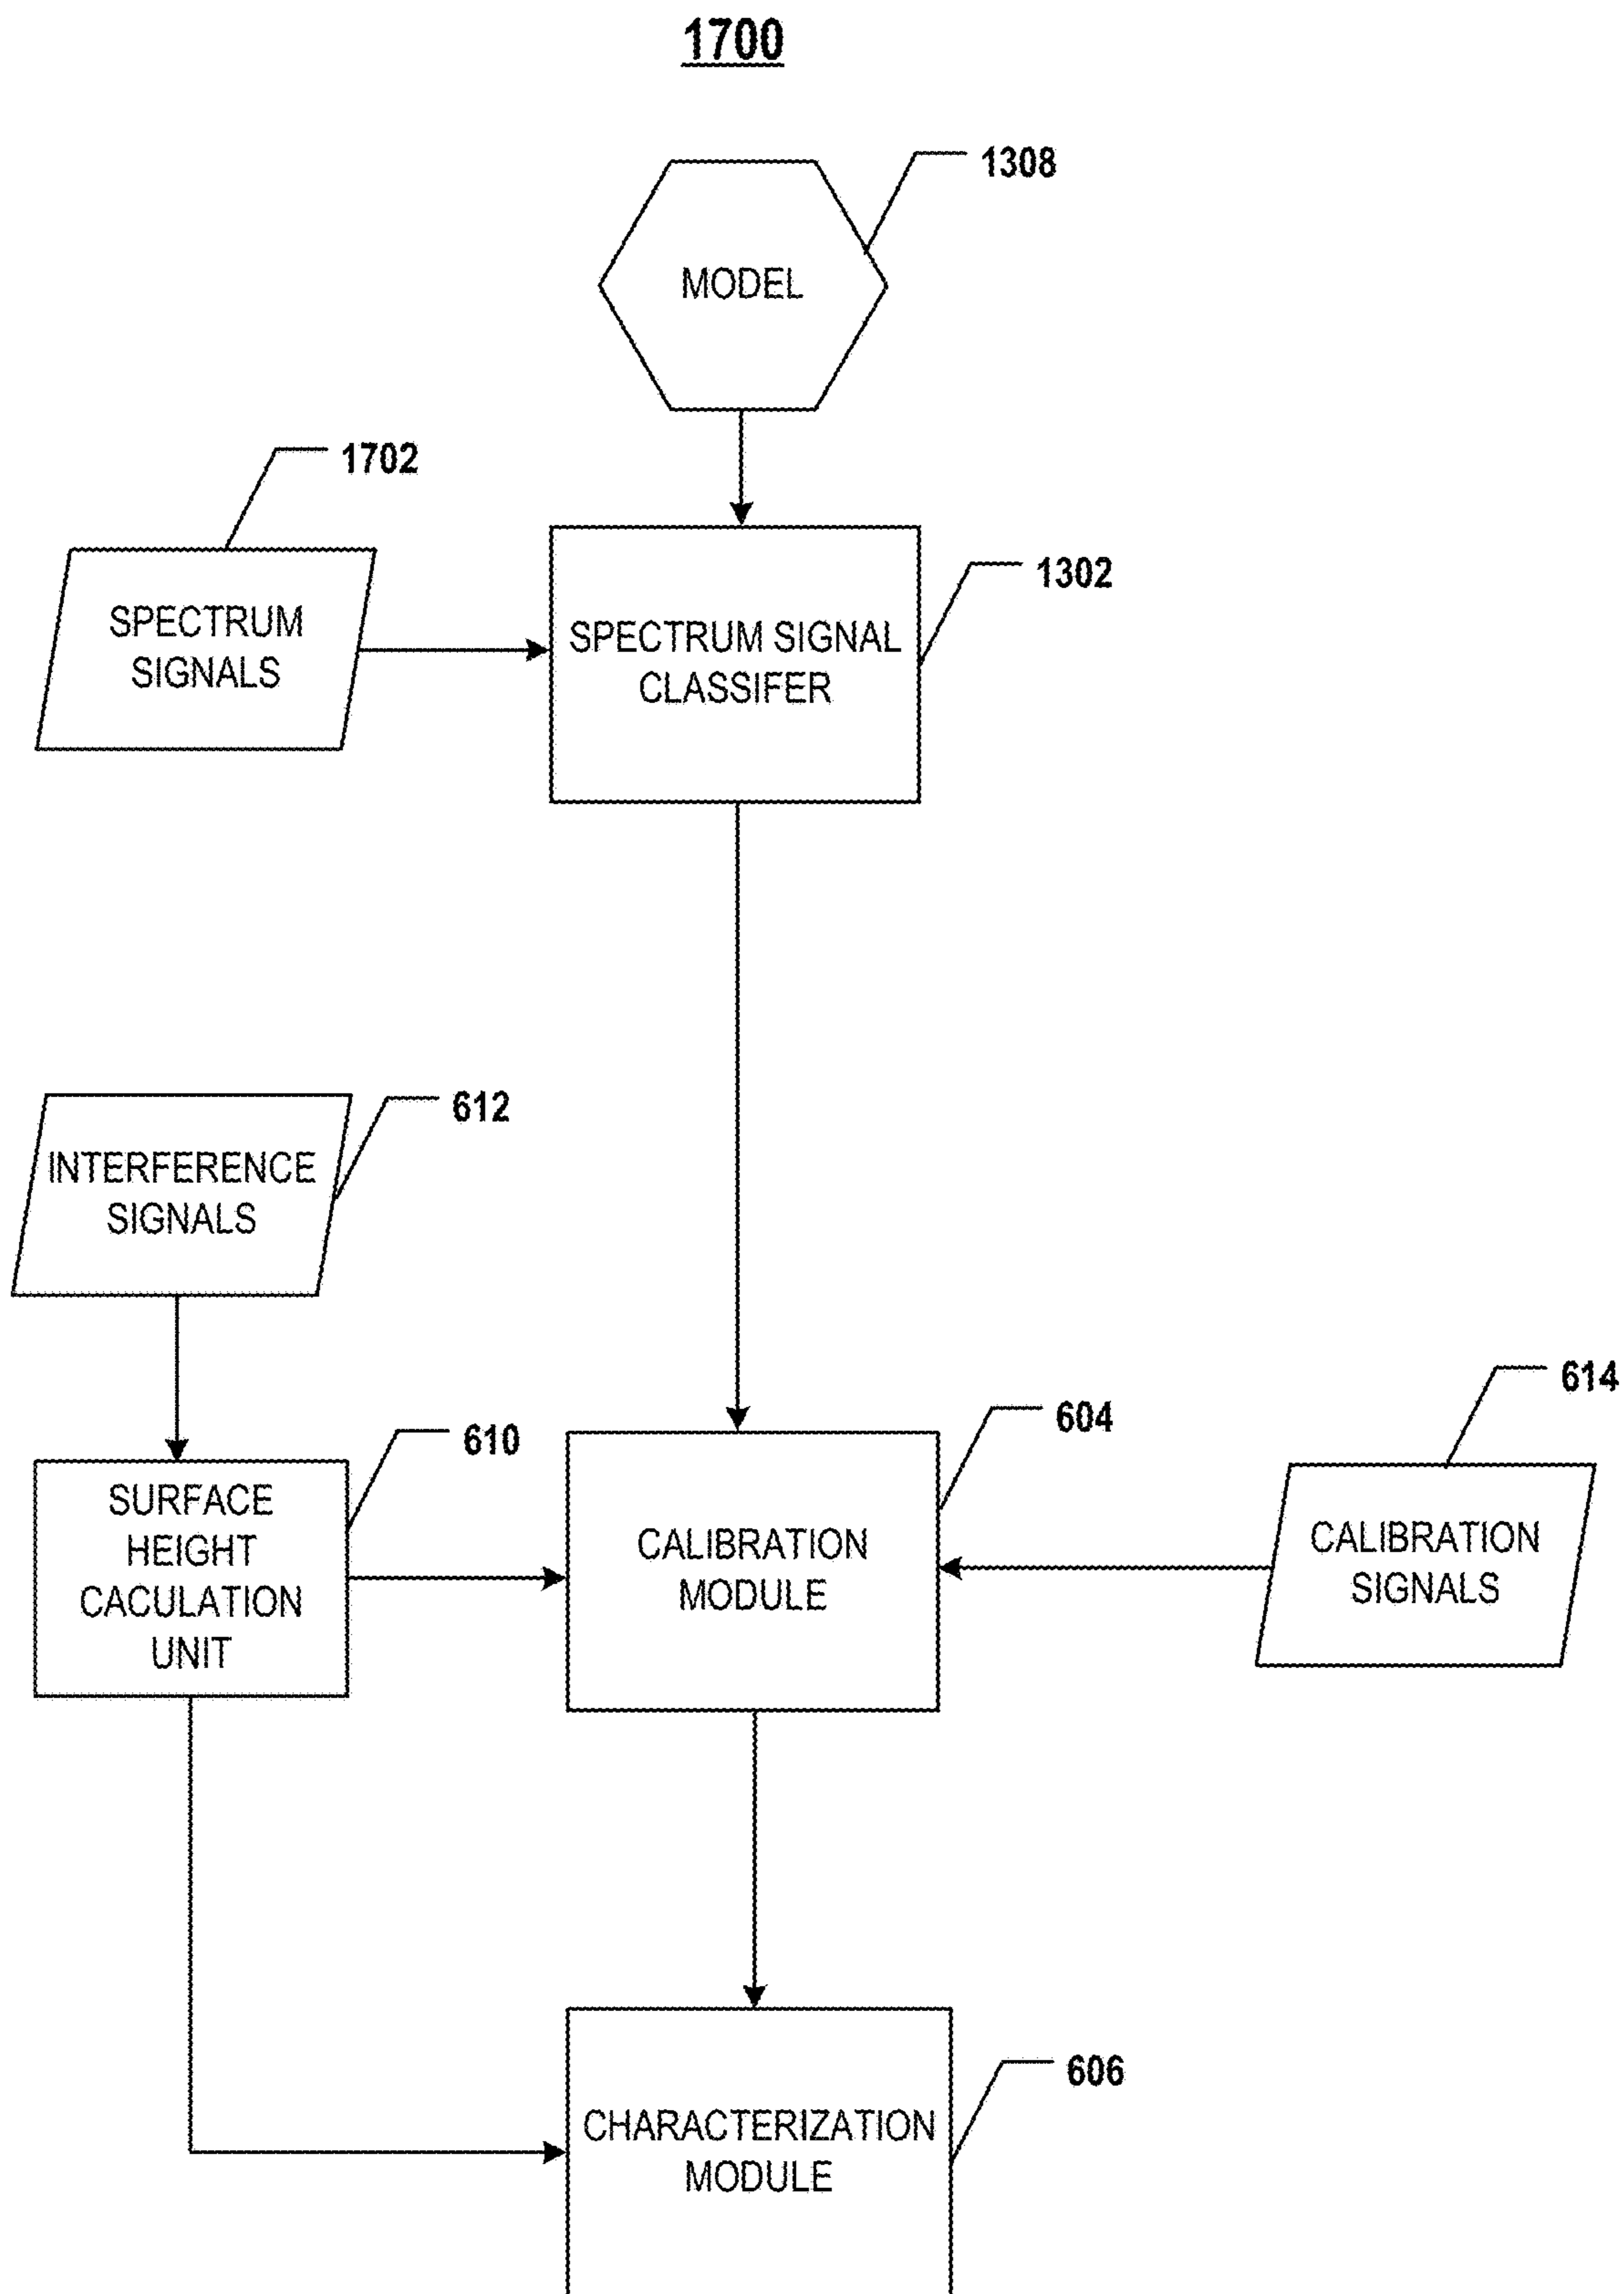 1700
1308
MODEL
1702
SPECTRUM
SIGNALS
1302
SPECTRUM SIGNAL
CLASSIFER
612
INTERFERENCE
SIGNALS
610
SURFACE
HEIGHT
CACULATION
UNIT
604
CALIBRATION
MODULE
614
CALIBRATION
SIGNALS
606
CHARACTERIZATION
MODULE